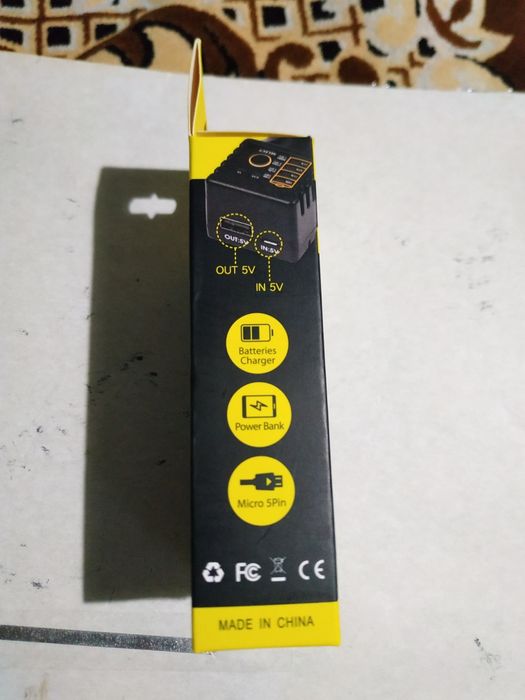 SELECT
OUT:5V
IN:5V
OUT 5V
IN 5V
Batteries
Charger
Power Bank
Micro 5Pin
FC CE
MADE IN CHINA